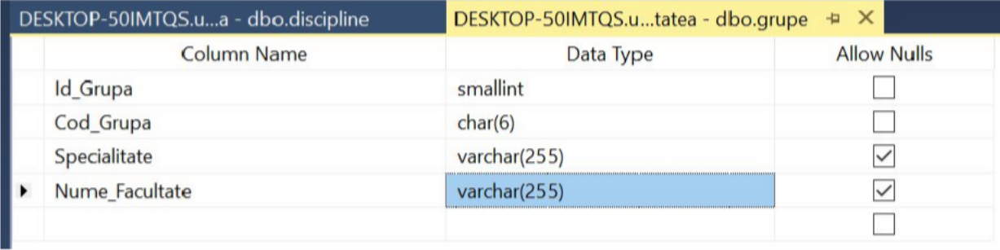 DESKTOP-50IMTQS.u...a - dbo.discipline DESKTOP-50IMTQS.u...tatea - dbo.grupe
Column Name Data Type Allow Nulls
Id_Grupa smallint
Cod_Grupa char(6)
Specialitate varchar(255)
Nume_Facultate varchar(255)